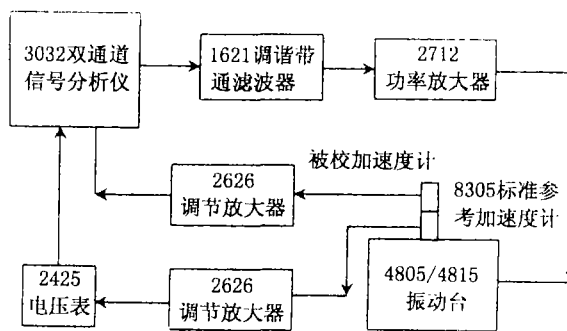 3032双通道
信号分析仪
1621调谐带
通滤波器
2712
功率放大器
被校加速度计
2626
调节放大器
8305标准参
考加速度计
2425
电压表
2626
调节放大器
4805/4815
振动台